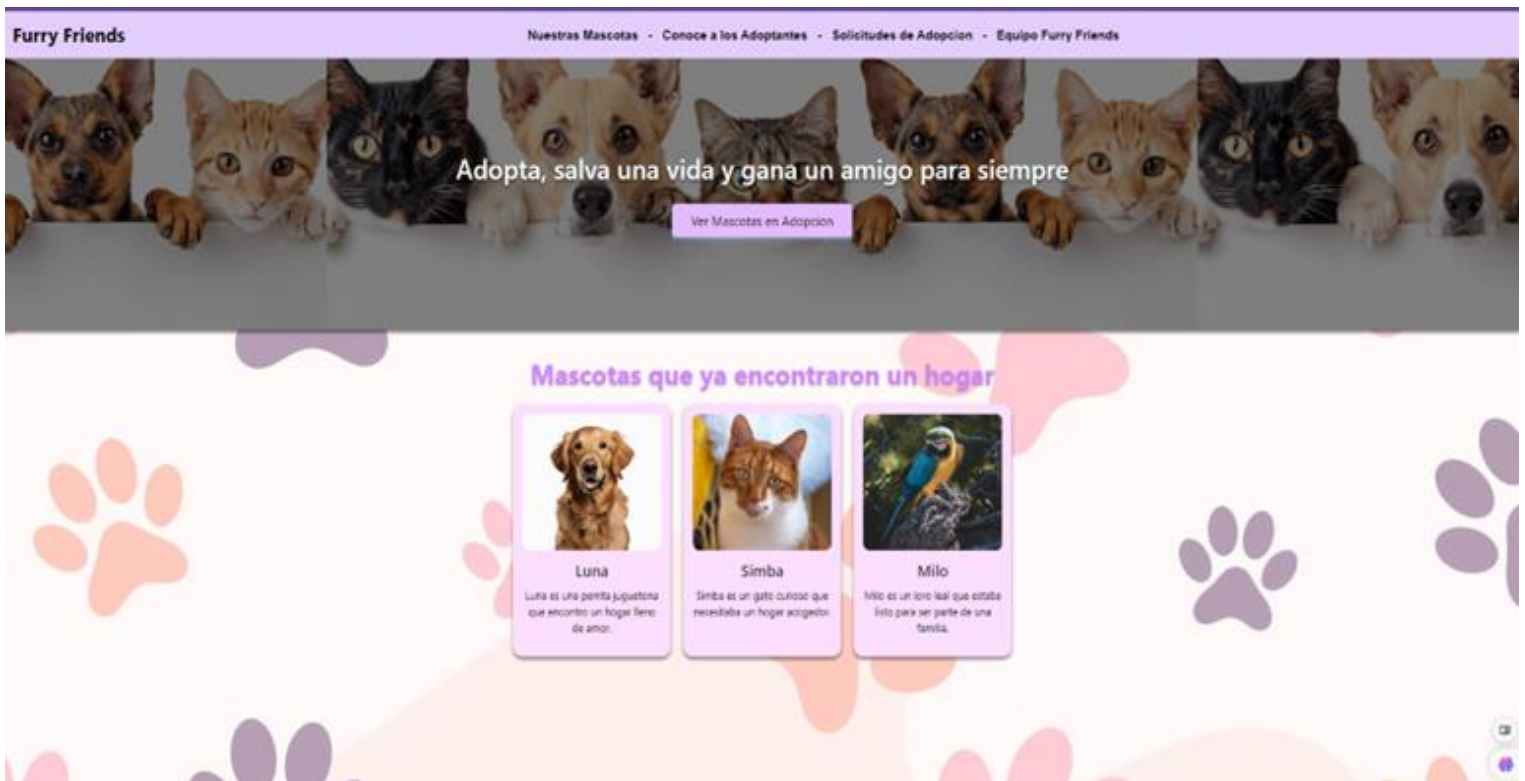 Furry Friends
Nuestras Mascotas - Conoce a los Adoptantes - Solicitudes de Adopcion - Equipo Furry Friends
Adopta, salva una vida y gana un amigo para siempre
Ver Mascotas en Adopcion
Mascotas que ya encontraron un hogar
Luna
Luna es una perrita juguetona
que encontro un hogar lleno
de amor.
Simba
Simba es un gato curioso que
necesitaba un hogar acogedor.
Milo
Milo es un loro leal que estaba
listo para ser parte de una
familia.